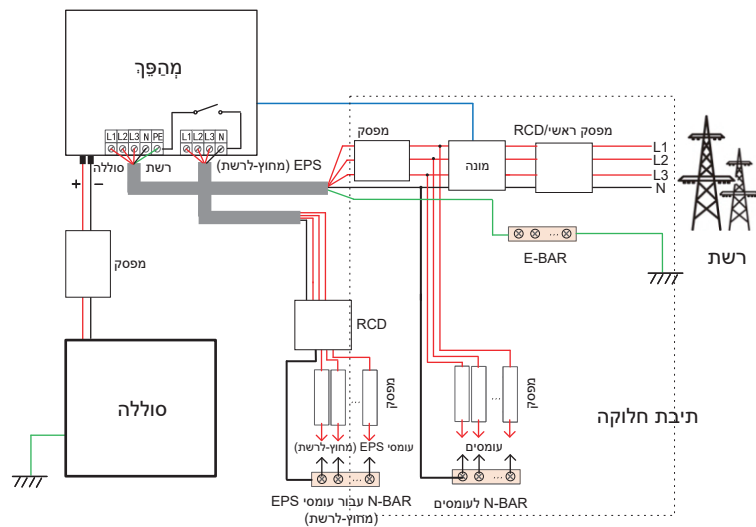 מְהַפֵּךְ
L1 L2 L3 N PE
L1 L2 L3 N
סוללה
רשת
EPS (מחוץ-לרשת)
+
–
מפסק
סוללה
מפסק
מונה
מפסק ראשי/RCD
L1
L2
L3
N
רשת
E-BAR
RCD
מפסק
...
עומסי EPS (מחוץ-לרשת)
N-BAR עבור עומסי EPS
(מחוץ-לרשת)
מפסק
...
עומסים
N-BAR לעומסים
תיבת חלוקה